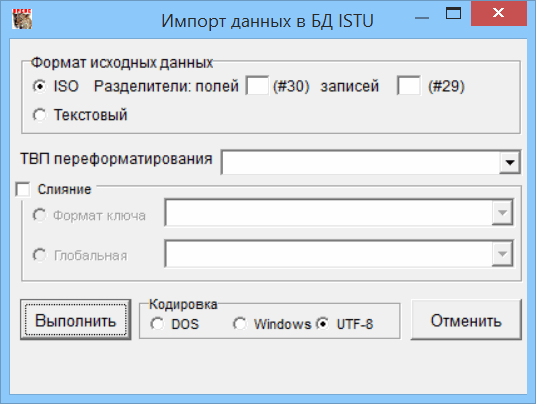 Импорт данных в БД ISTU
Формат исходных данных
ISO Разделители: полей (#30) записей (#29)
Текстовый
ТВП переформатирования
Слияние
Формат ключа
Глобальная
Кодировка
Выполнить DOS Windows UTF-8 Отменить